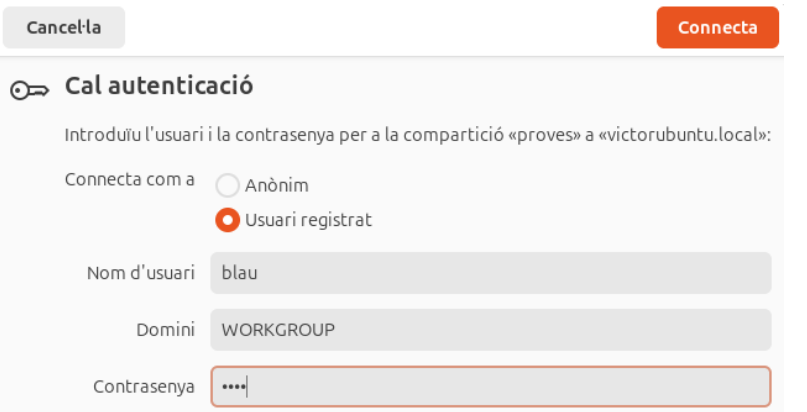 Cancel·la
Connecta
Cal autenticació
Introduïu l'usuari i la contrasenya per a la compartició «proves» a «victorubuntu.local»:
Connecta com a
Anònim
Usuari registrat
Nom d'usuari blau
Domini WORKGROUP
Contrasenya ••••